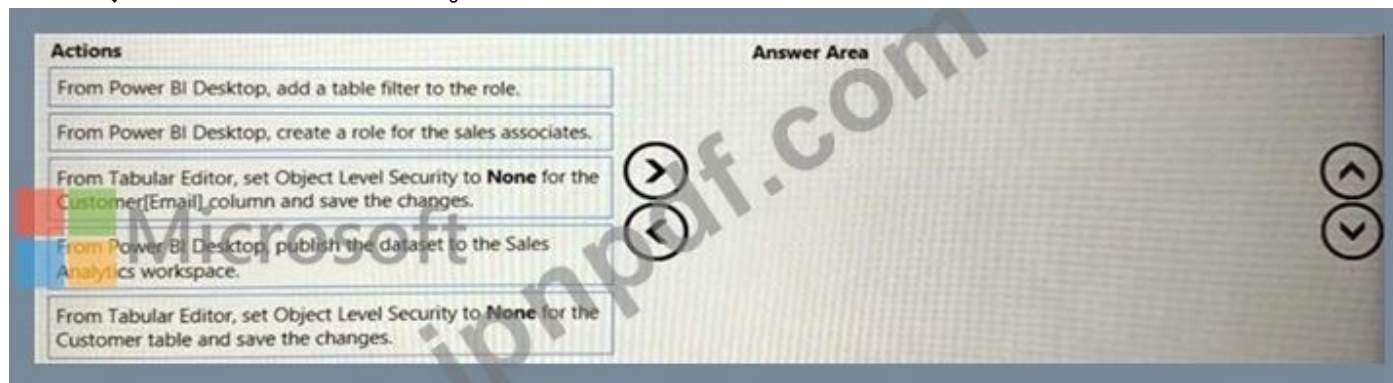 Actions
Answer Area
From Power BI Desktop, add a table filter to the role.
From Power BI Desktop, create a role for the sales associates.
From Tabular Editor, set Object Level Security to None for the
Customer[Email] column and save the changes.
From Power BI Desktop, publish the dataset to the Sales
Analytics workspace.
From Tabular Editor, set Object Level Security to None for the
Customer table and save the changes.
Microsoft
ipnpdf.com